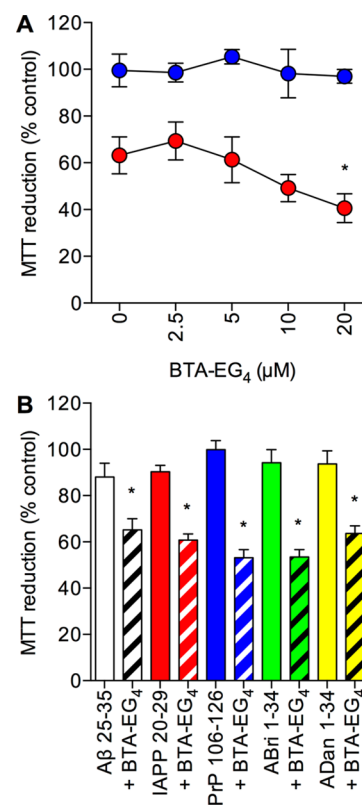 A
MTT reduction (% control)
120
100
80
60
40
20
0
*
0
2.5
5
10
20
BTA-EG₄ (µM)
B
MTT reduction (% control)
120
100
80
60
40
20
0
*
*
*
*
*
Aβ 25-35
+ BTA-EG₄
IAPP 20-29
+ BTA-EG₄
PrP 106-126
+ BTA-EG₄
ABri 1-34
+ BTA-EG₄
ADan 1-34
+ BTA-EG₄